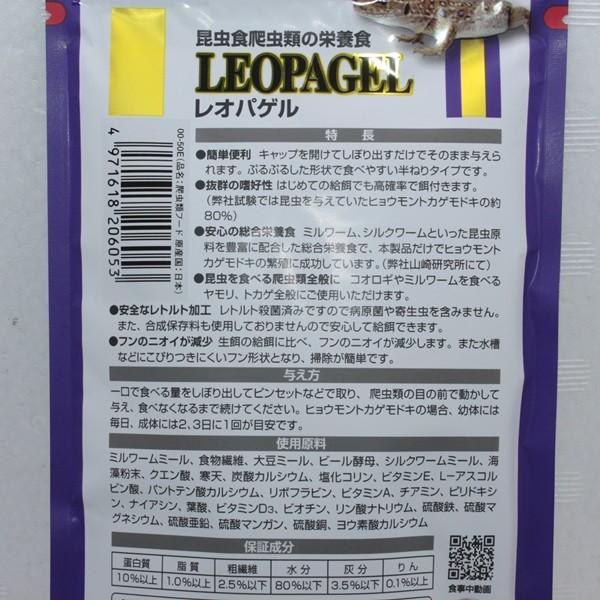 昆虫食爬虫類の栄養食
LEOPAGEL
レオパゲル
00-50E(品名:爬虫類フード 原産国:日本)
4 971618 206053
特 長
●簡単便利 キャップを開けてしぼり出すだけでそのまま与えら
れます。ぷるぷるした形状で食べやすい半ねりタイプです。
●抜群の嗜好性 はじめての給餌でも高確率で餌付きます。
(弊社試験では昆虫を与えていたヒョウモントカゲモドキの約
80%)
●安心の総合栄養食 ミルワーム、シルクワームといった昆虫原
料を豊富に配合した総合栄養食で、本製品だけでヒョウモント
カゲモドキの繁殖に成功しています。(弊社山崎研究所にて)
●昆虫を食べる爬虫類全般に コオロギやミルワームを食べる
ヤモリ、トカゲ全般にご使用いただけます。
●安全なレトルト加工 レトルト殺菌済みですので病原菌や寄生虫を含みません。
また、合成保存料も使用しておりませんので安心して給餌できます。
●フンのニオイが減少 生餌の給餌に比べ、フンのニオイが減少します。また水槽
などにこびりつきにくいフン形状となり、掃除が簡単です。
与え方
一口で食べる量をしぼり出してピンセットなどで取り、爬虫類の目の前で動かして
与え、食べなくなるまで続けてください。ヒョウモントカゲモドキの場合、幼体には
毎日、成体には2、3日に1回が目安です。
使用原料
ミルワームミール、食物繊維、大豆ミール、ビール酵母、シルクワームミール、海
藻粉末、クエン酸、寒天、炭酸カルシウム、塩化コリン、ビタミンE、L-アスコル
ビン酸、パントテン酸カルシウム、リボフラビン、ビタミンA、チアミン、ピリドキシ
ン、ナイアシン、葉酸、ビタミンD3、ビオチン、リン酸ナトリウム、硫酸鉄、硫酸マ
グネシウム、硫酸亜鉛、硫酸マンガン、硫酸銅、ヨウ素酸カルシウム
保証成分
蛋白質 脂質 粗繊維 水分 灰分 りん
10%以上 1.0%以上 2.5%以下 80%以下 3.5%以下 0.1%以上
食事中動画